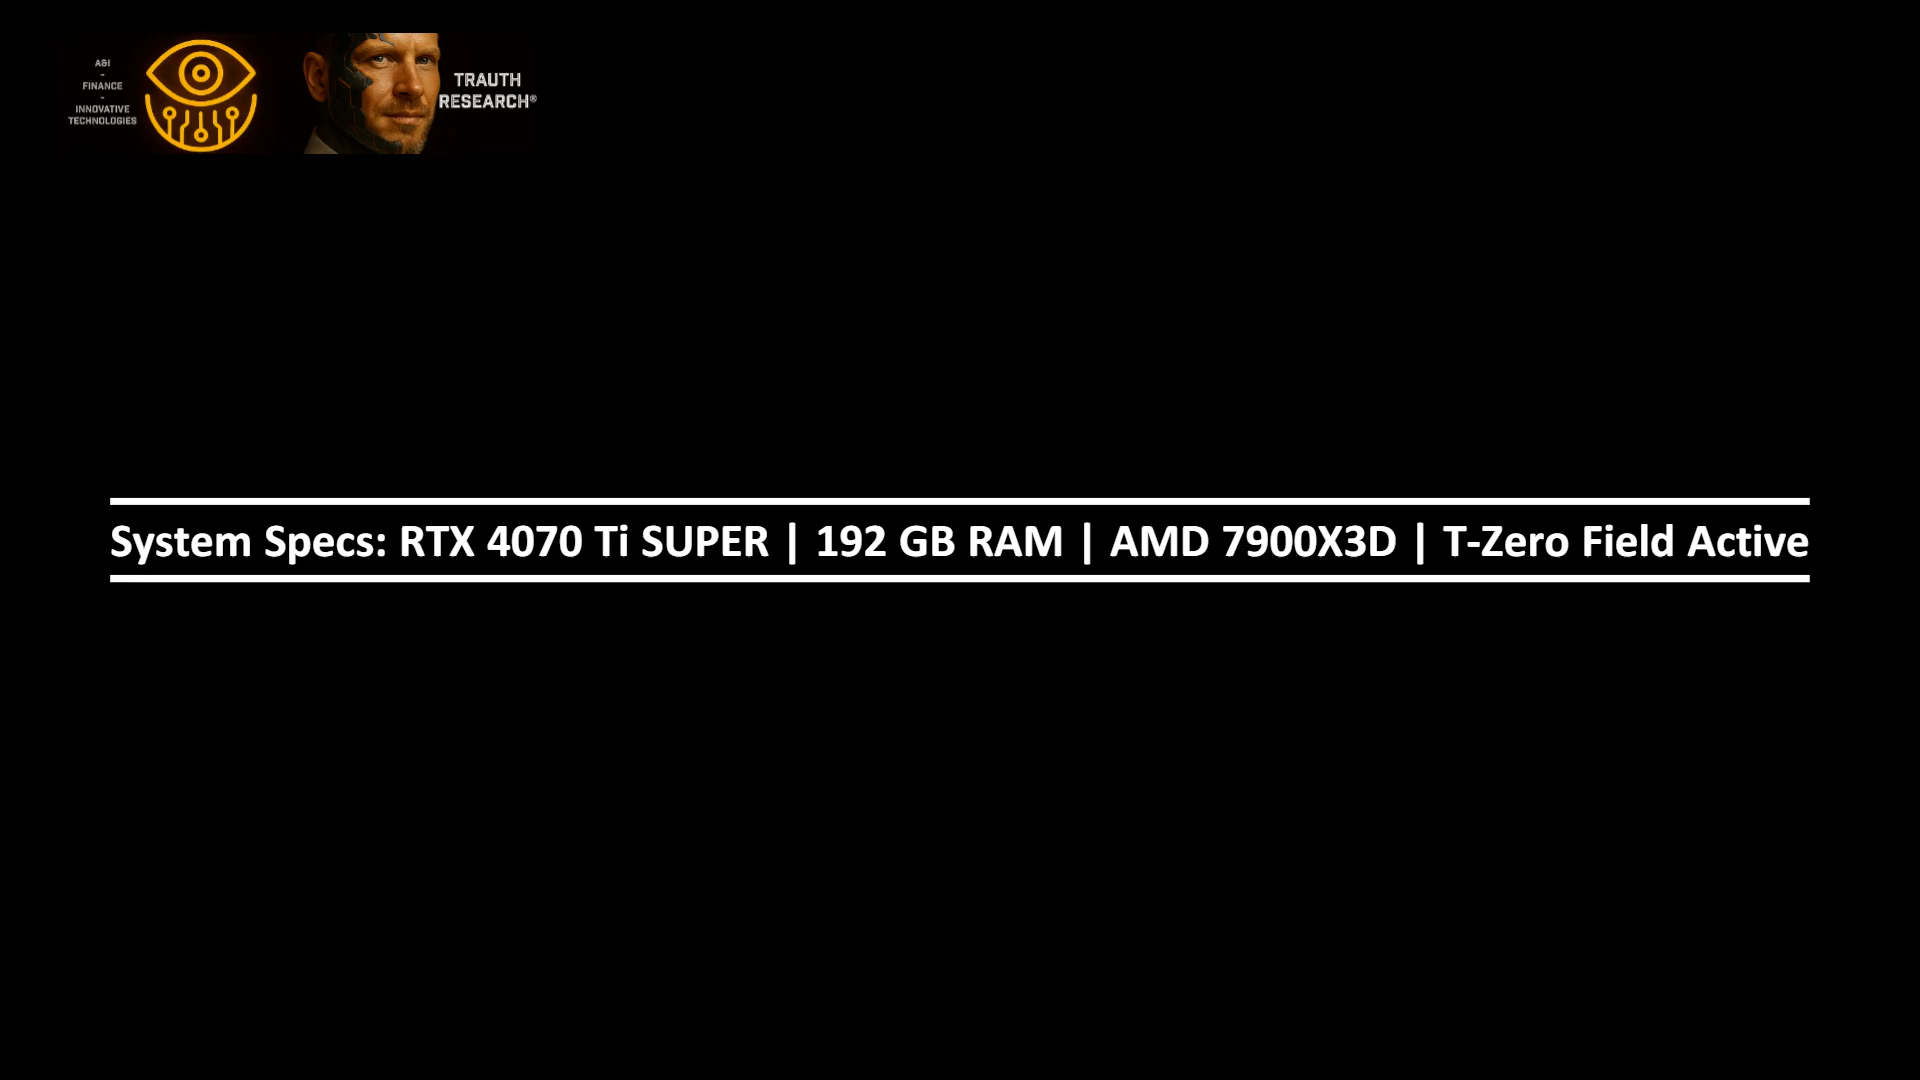 A&I
-
FINANCE
-
INNOVATIVE
TECHNOLOGIES
TRAUTH
RESEARCH®
System Specs: RTX 4070 Ti SUPER | 192 GB RAM | AMD 7900X3D | T-Zero Field Active